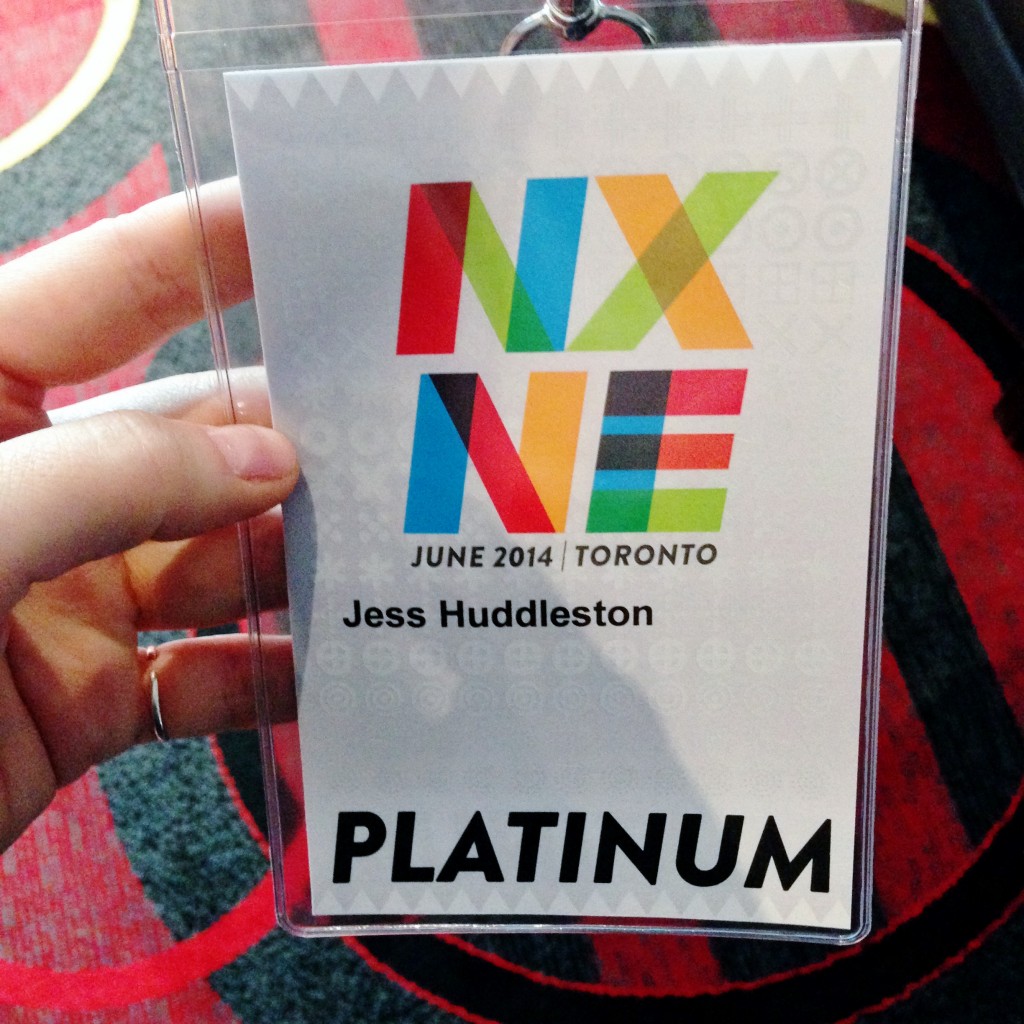 NX
NE
JUNE 2014 | TORONTO
Jess Huddleston
PLATINUM